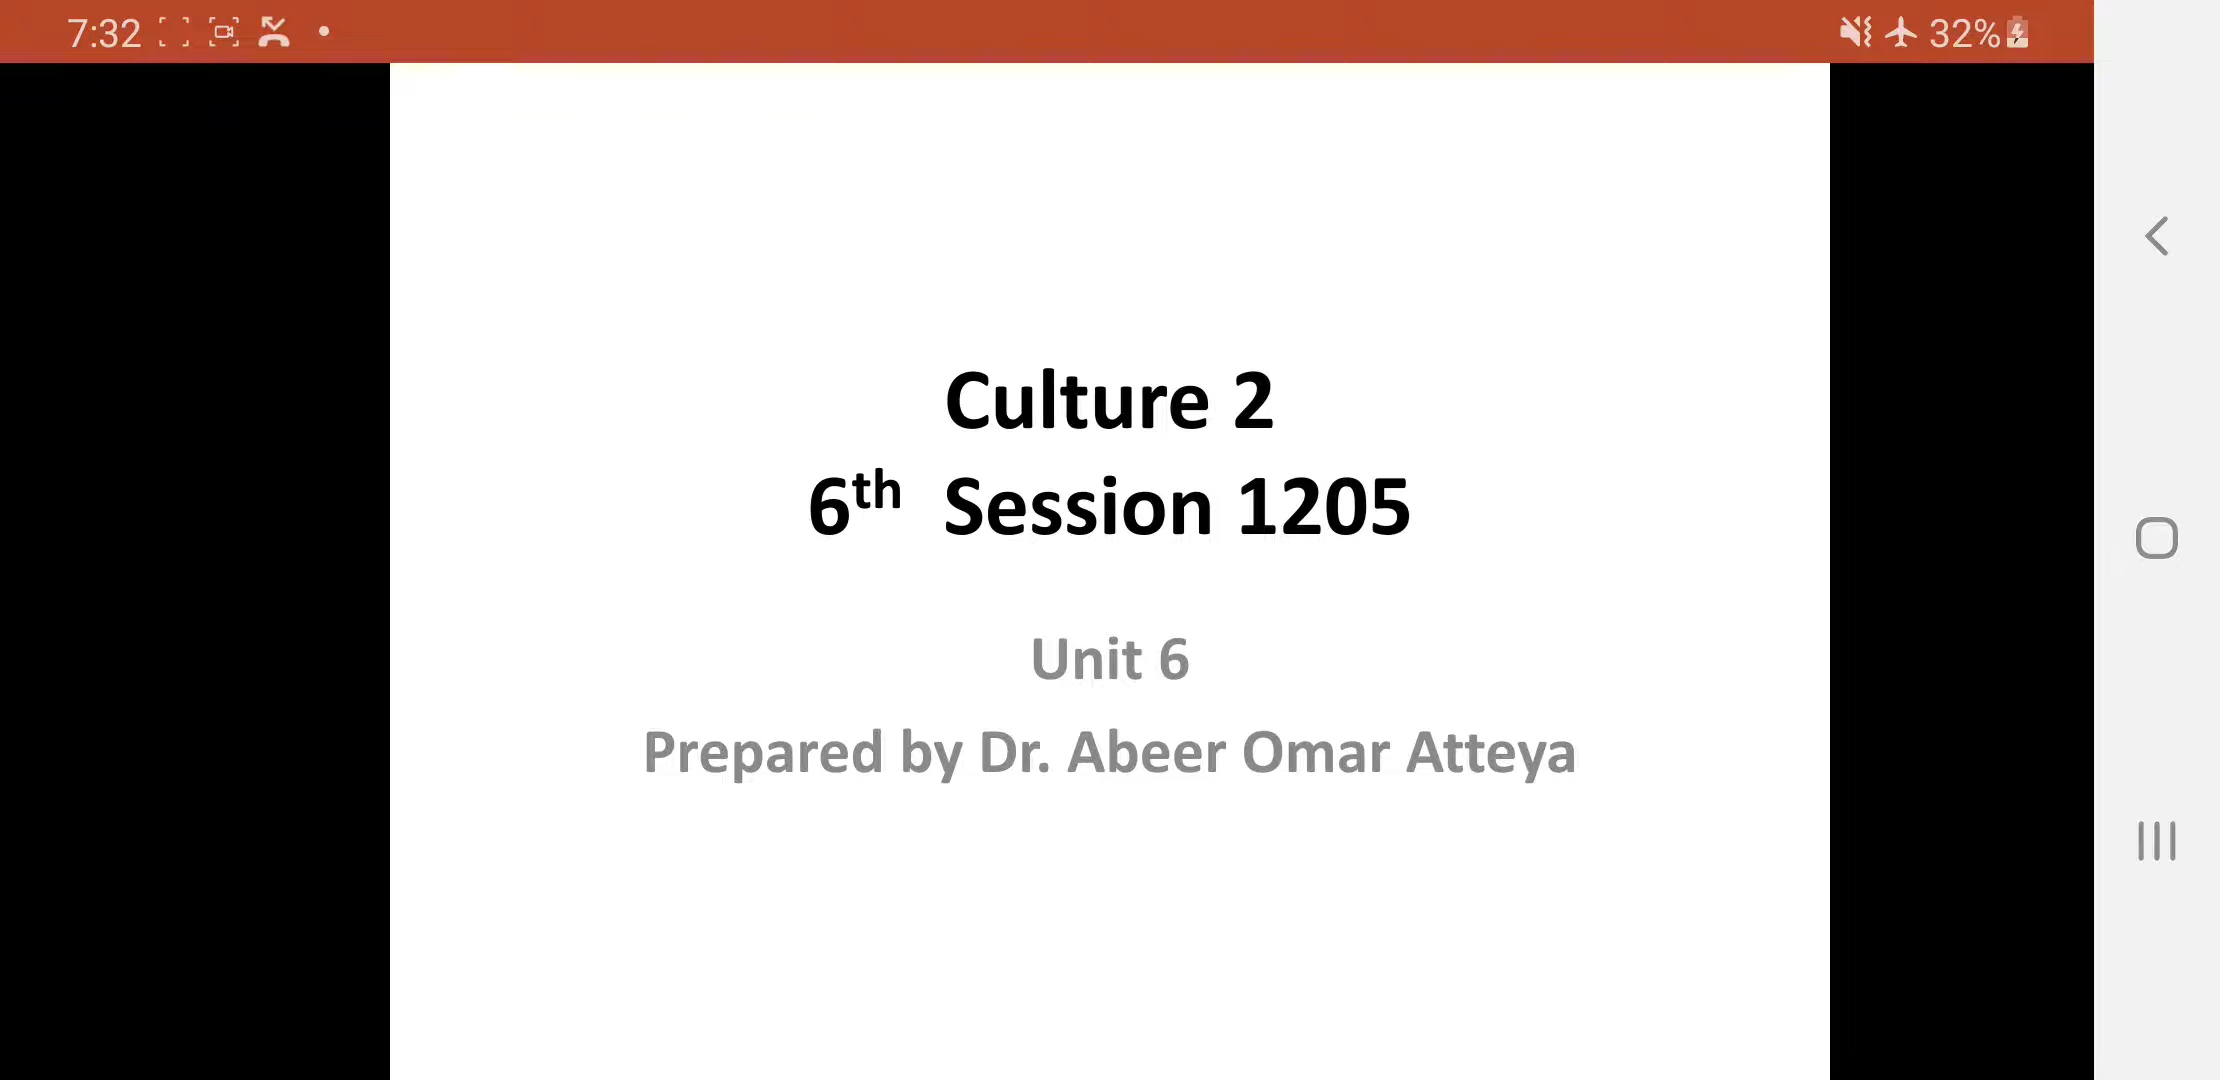 7:32
32%
Culture 2
6th Session 1205
Unit 6
Prepared by Dr. Abeer Omar Atteya